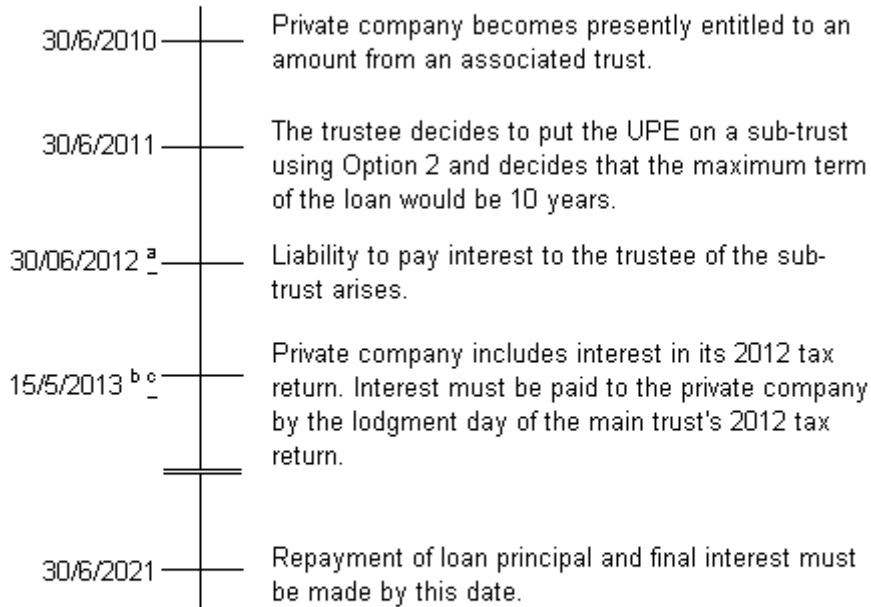 30/6/2010
Private company becomes presently entitled to an
amount from an associated trust.
30/6/2011
The trustee decides to put the UPE on a sub-trust
using Option 2 and decides that the maximum term
of the loan would be 10 years.
30/06/2012 a
Liability to pay interest to the trustee of the sub-
trust arises.
15/5/2013 b c
Private company includes interest in its 2012 tax
return. Interest must be paid to the private company
by the lodgment day of the main trust's 2012 tax
return.
30/6/2021
Repayment of loan principal and final interest must
be made by this date.